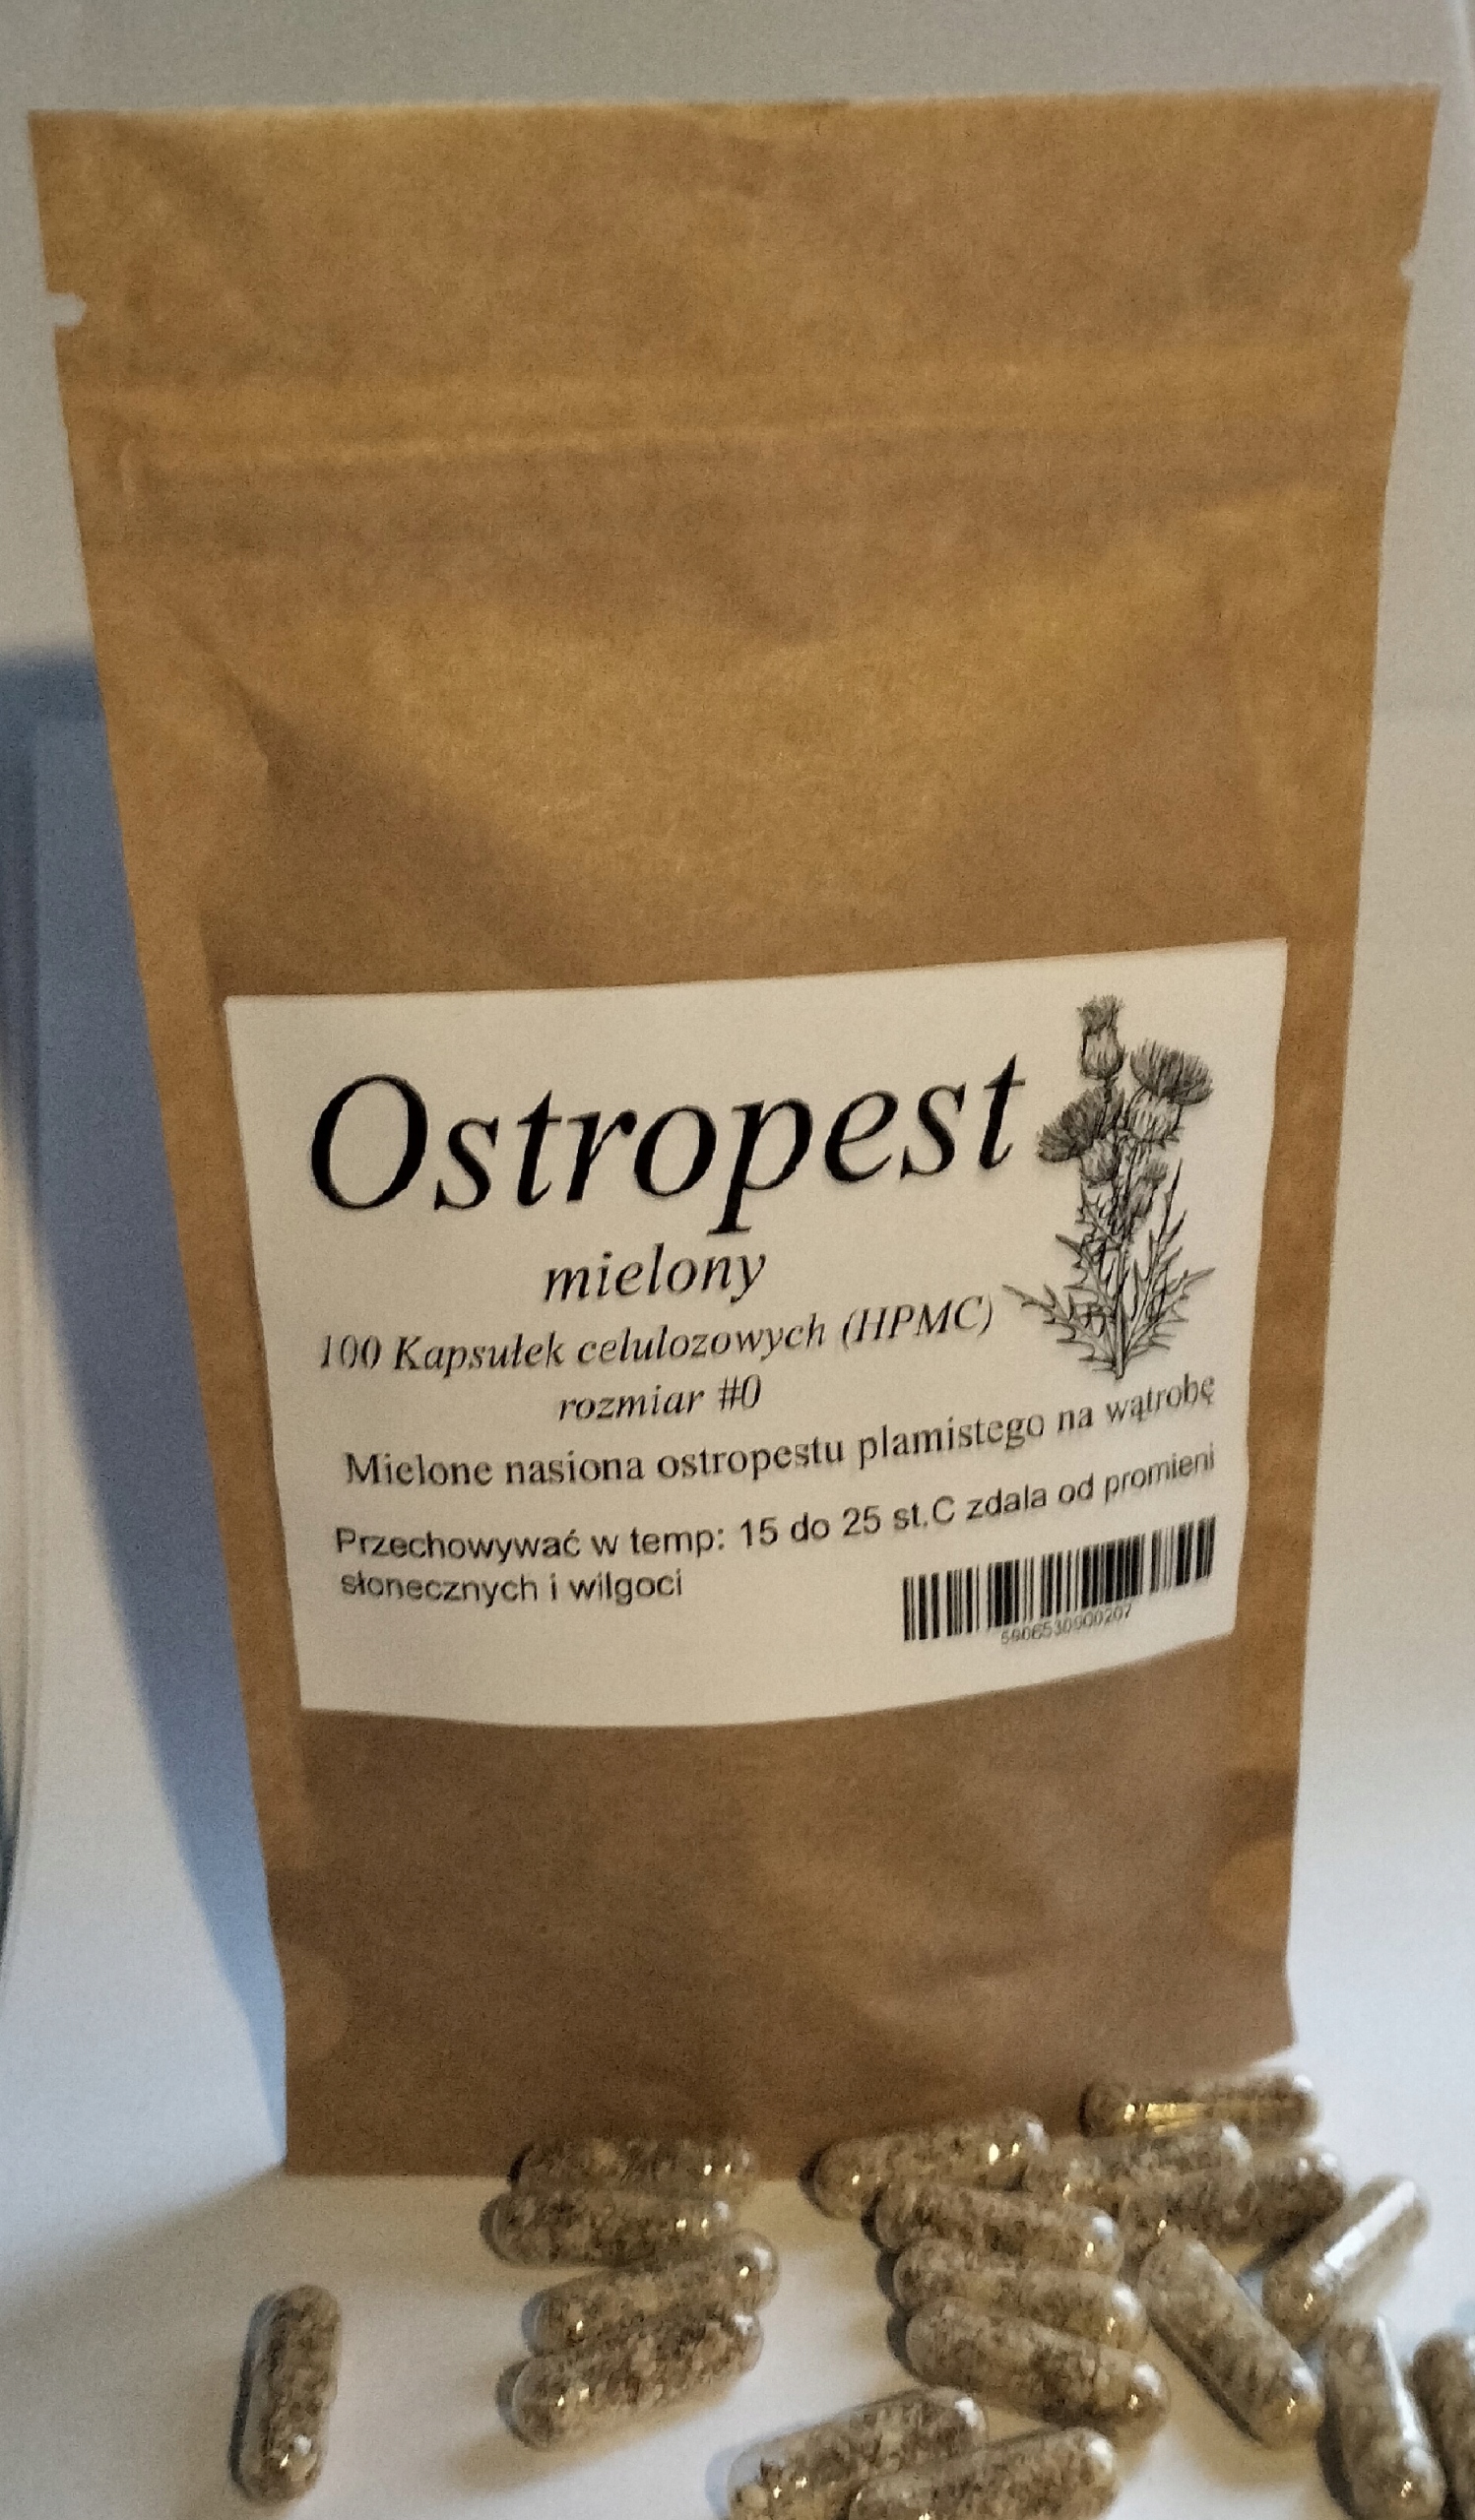 Ostropest
mielony
100 Kapsułek celulozowych (HPMC)
rozmiar #0
Mielone nasiona ostropestu plamistego na wątrobę
Przechowywać w temp: 15 do 25 st.C zdala od promieni
słonecznych i wilgoci
5906530900207